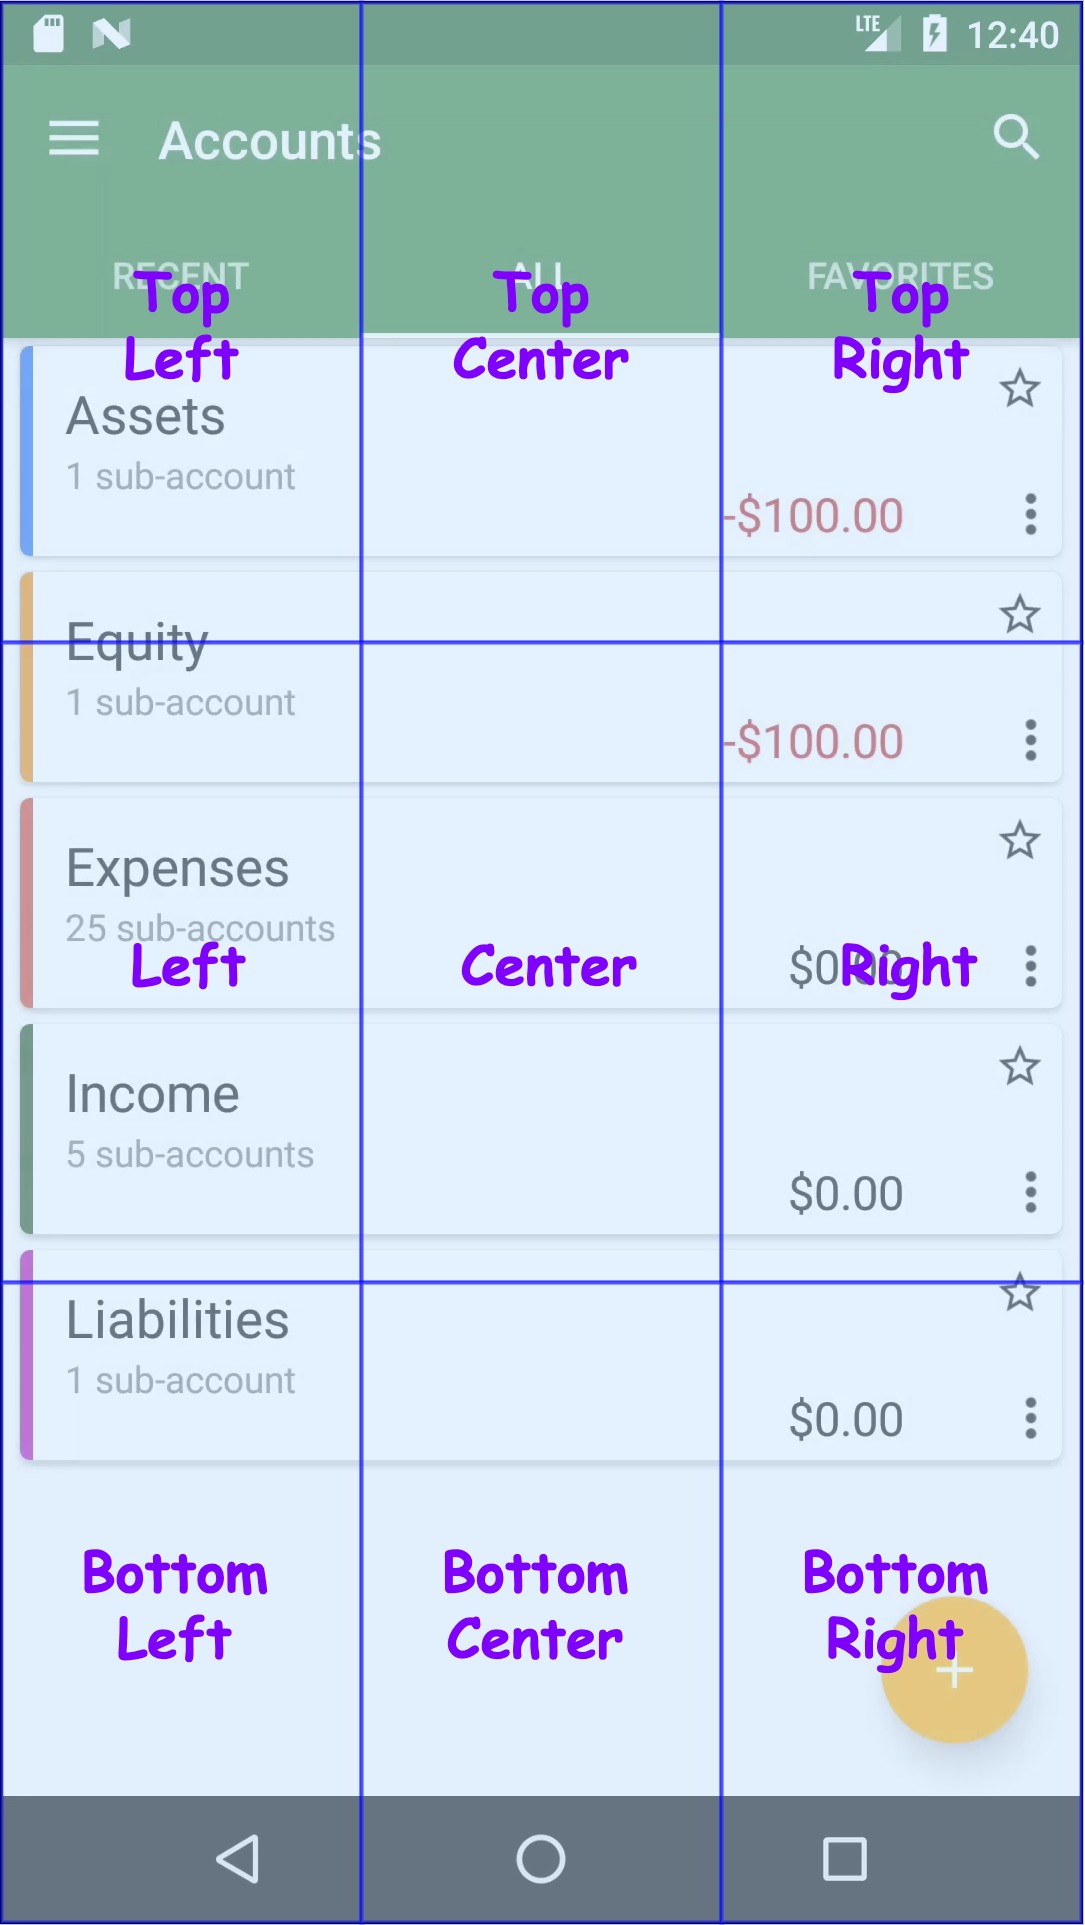 LTE 12:40
Accounts
RECENT ALL FAVORITES
Top Left
Top Center
Top Right
Assets
1 sub-account
-$100.00
Equity
1 sub-account
-$100.00
Expenses
25 sub-accounts
$0.00
Left
Center
Right
Income
5 sub-accounts
$0.00
Liabilities
1 sub-account
$0.00
Bottom Left
Bottom Center
Bottom Right